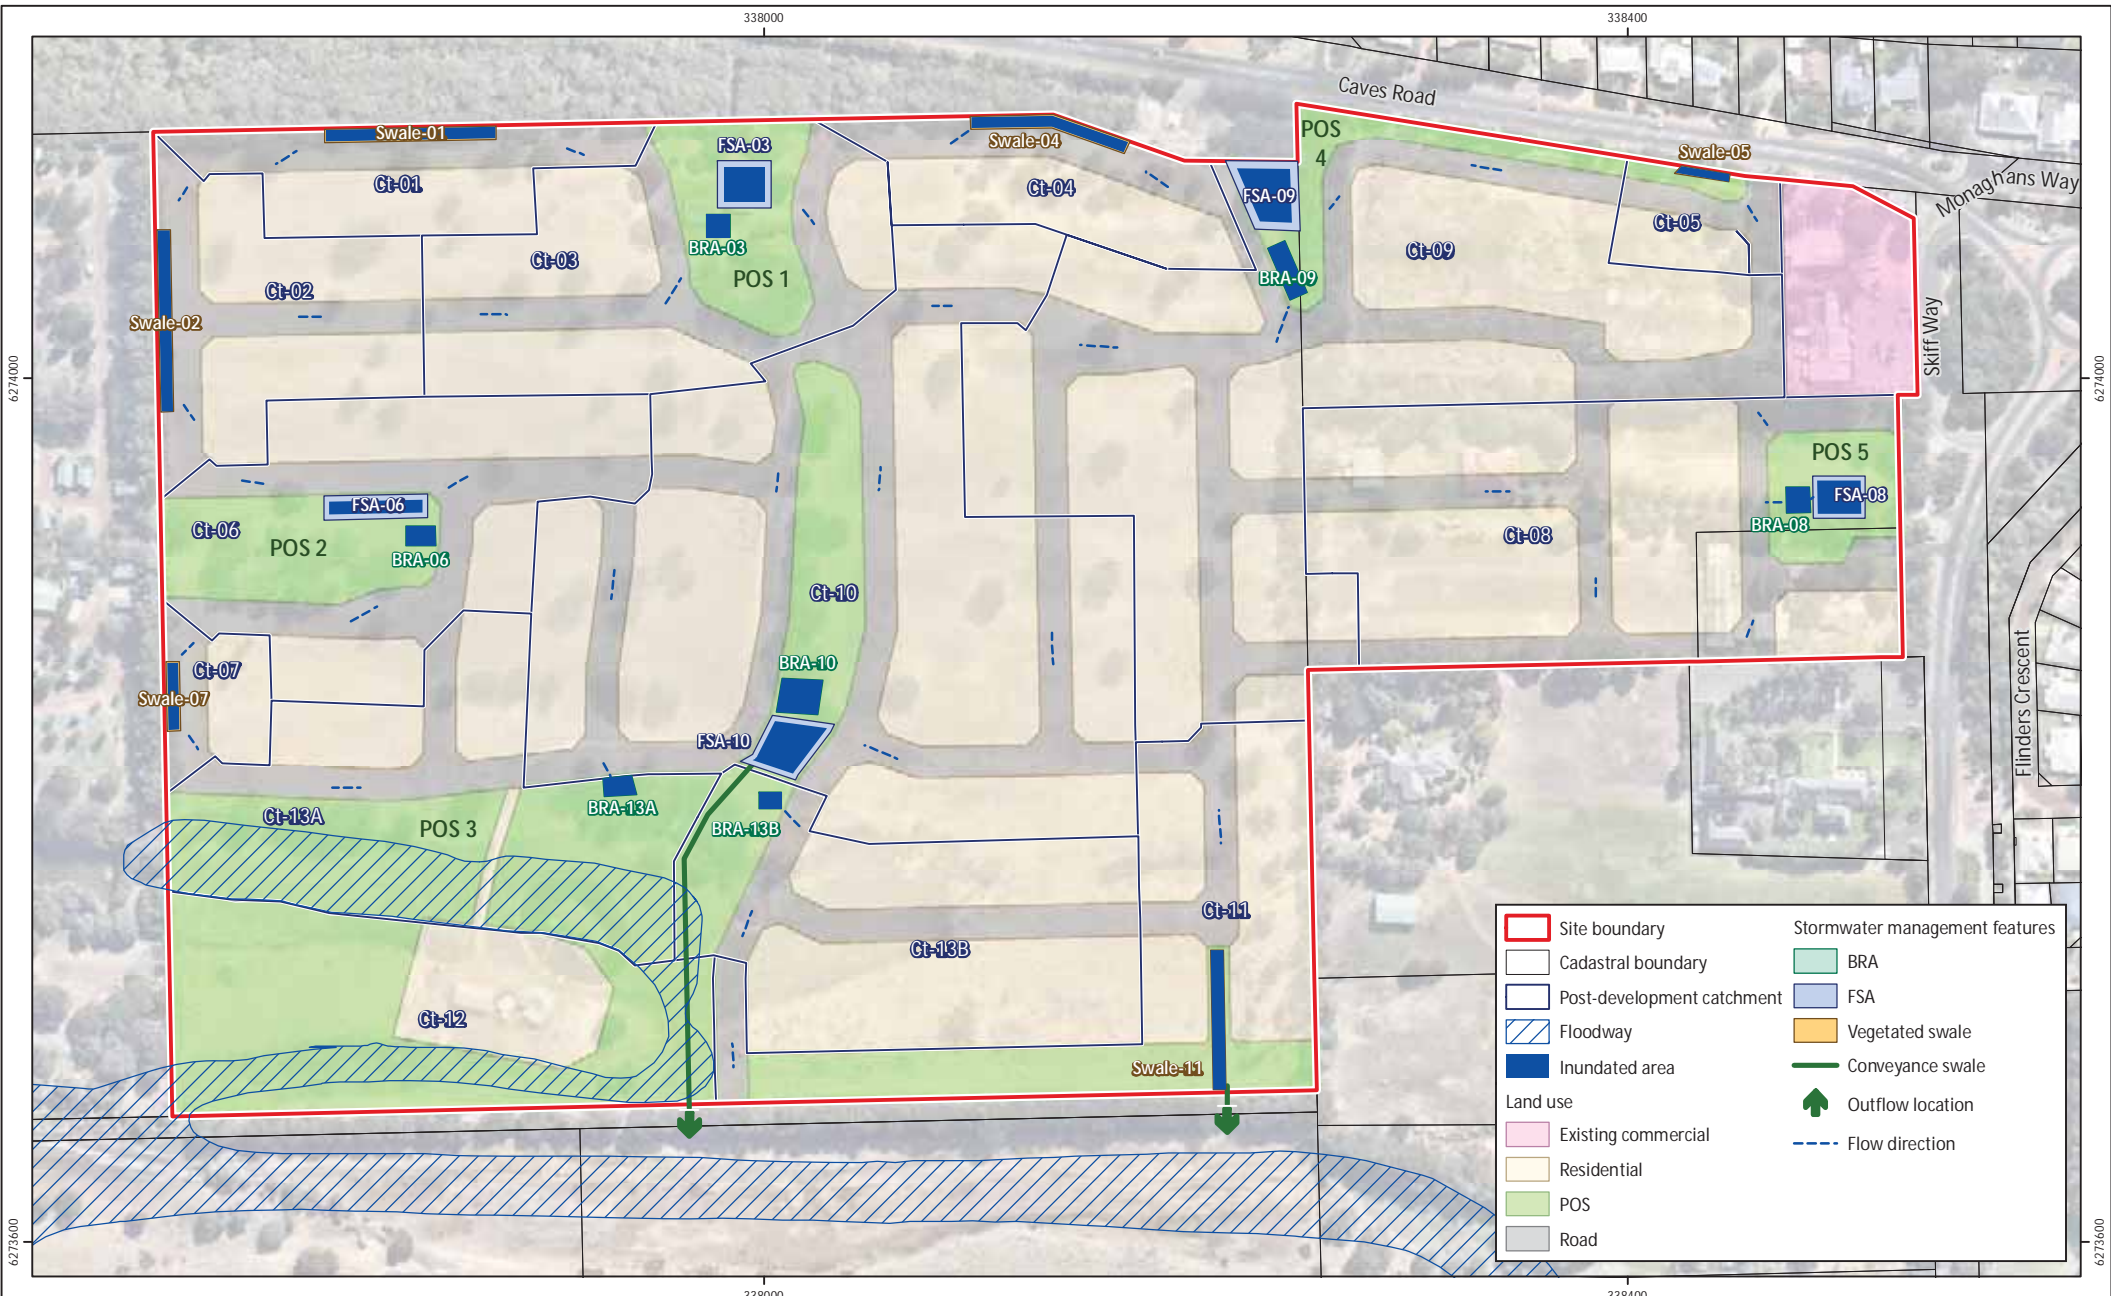 338000
338400
Caves Road
Monaghans Way
Skiff Way
Flinders Crescent
6274000
6274000
6273600
6273600
Swale-01
FSA-03
Swale-04
POS
4
Swale-05
Ct-01
Ct-04
FSA-09
Ct-05
BRA-03
Ct-03
POS 1
Ct-09
BRA-09
Ct-02
Swale-02
POS 5
FSA-06
FSA-08
BRA-08
Ct-06
POS 2
BRA-06
Ct-08
Ct-10
BRA-10
Ct-07
Swale-07
FSA-10
BRA-13A
Ct-13A
POS 3
BRA-13B
Ct-11
Ct-13B
Ct-12
Swale-11
Site boundary
Cadastral boundary
Post-development catchment
Floodway
Inundated area
Land use
Existing commercial
Residential
POS
Road
Stormwater management features
BRA
FSA
Vegetated swale
Conveyance swale
Outflow location
Flow direction
338000
338400